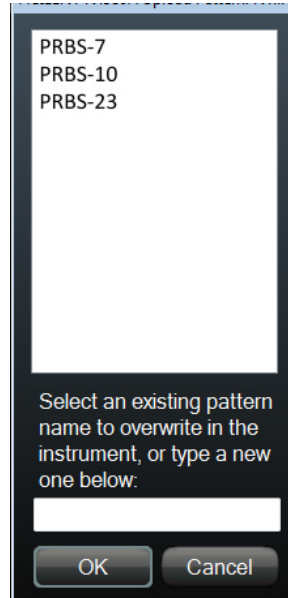 PRBS-7
PRBS-10
PRBS-23
Select an existing pattern
name to overwrite in the
instrument, or type a new
one below:
OK
Cancel